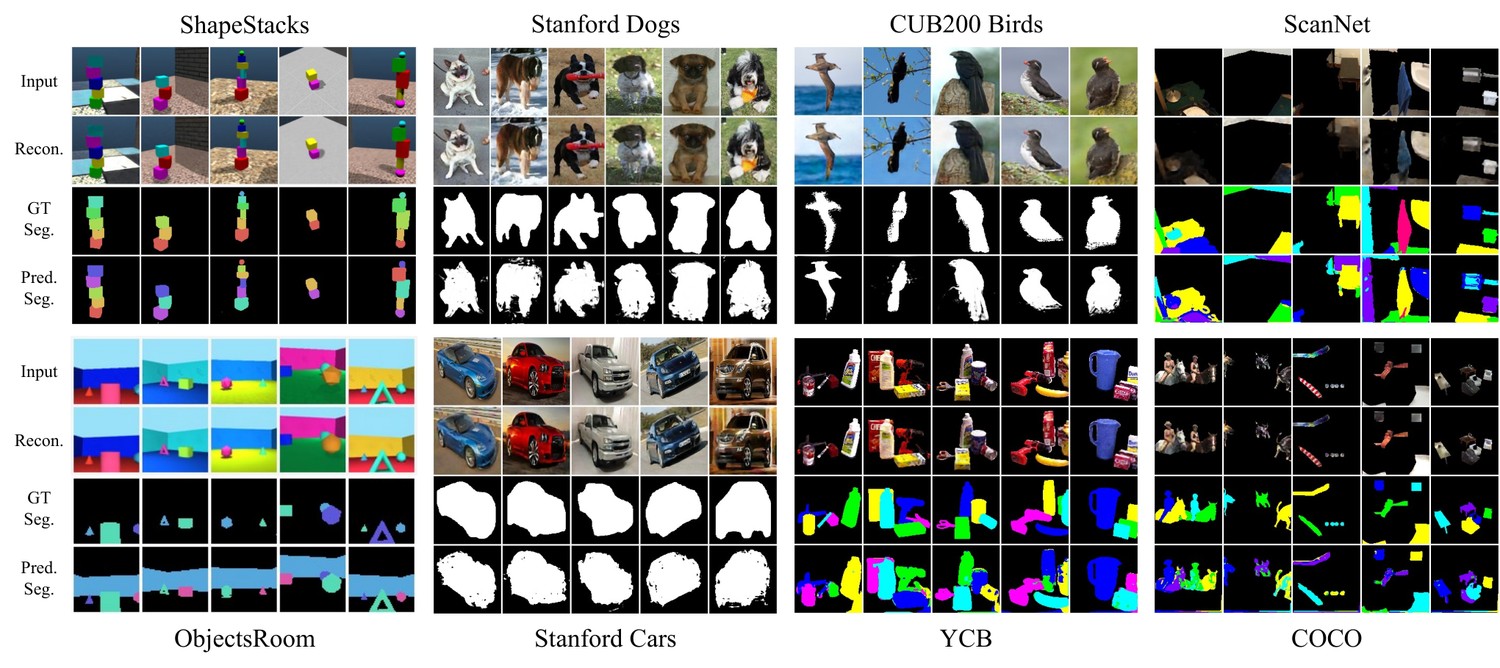 ShapeStacks
Stanford Dogs
CUB200 Birds
ScanNet
Input
Recon.
GT
Seg.
Pred.
Seg.
Input
Recon.
GT
Seg.
Pred.
Seg.
ObjectsRoom
Stanford Cars
YCB
COCO